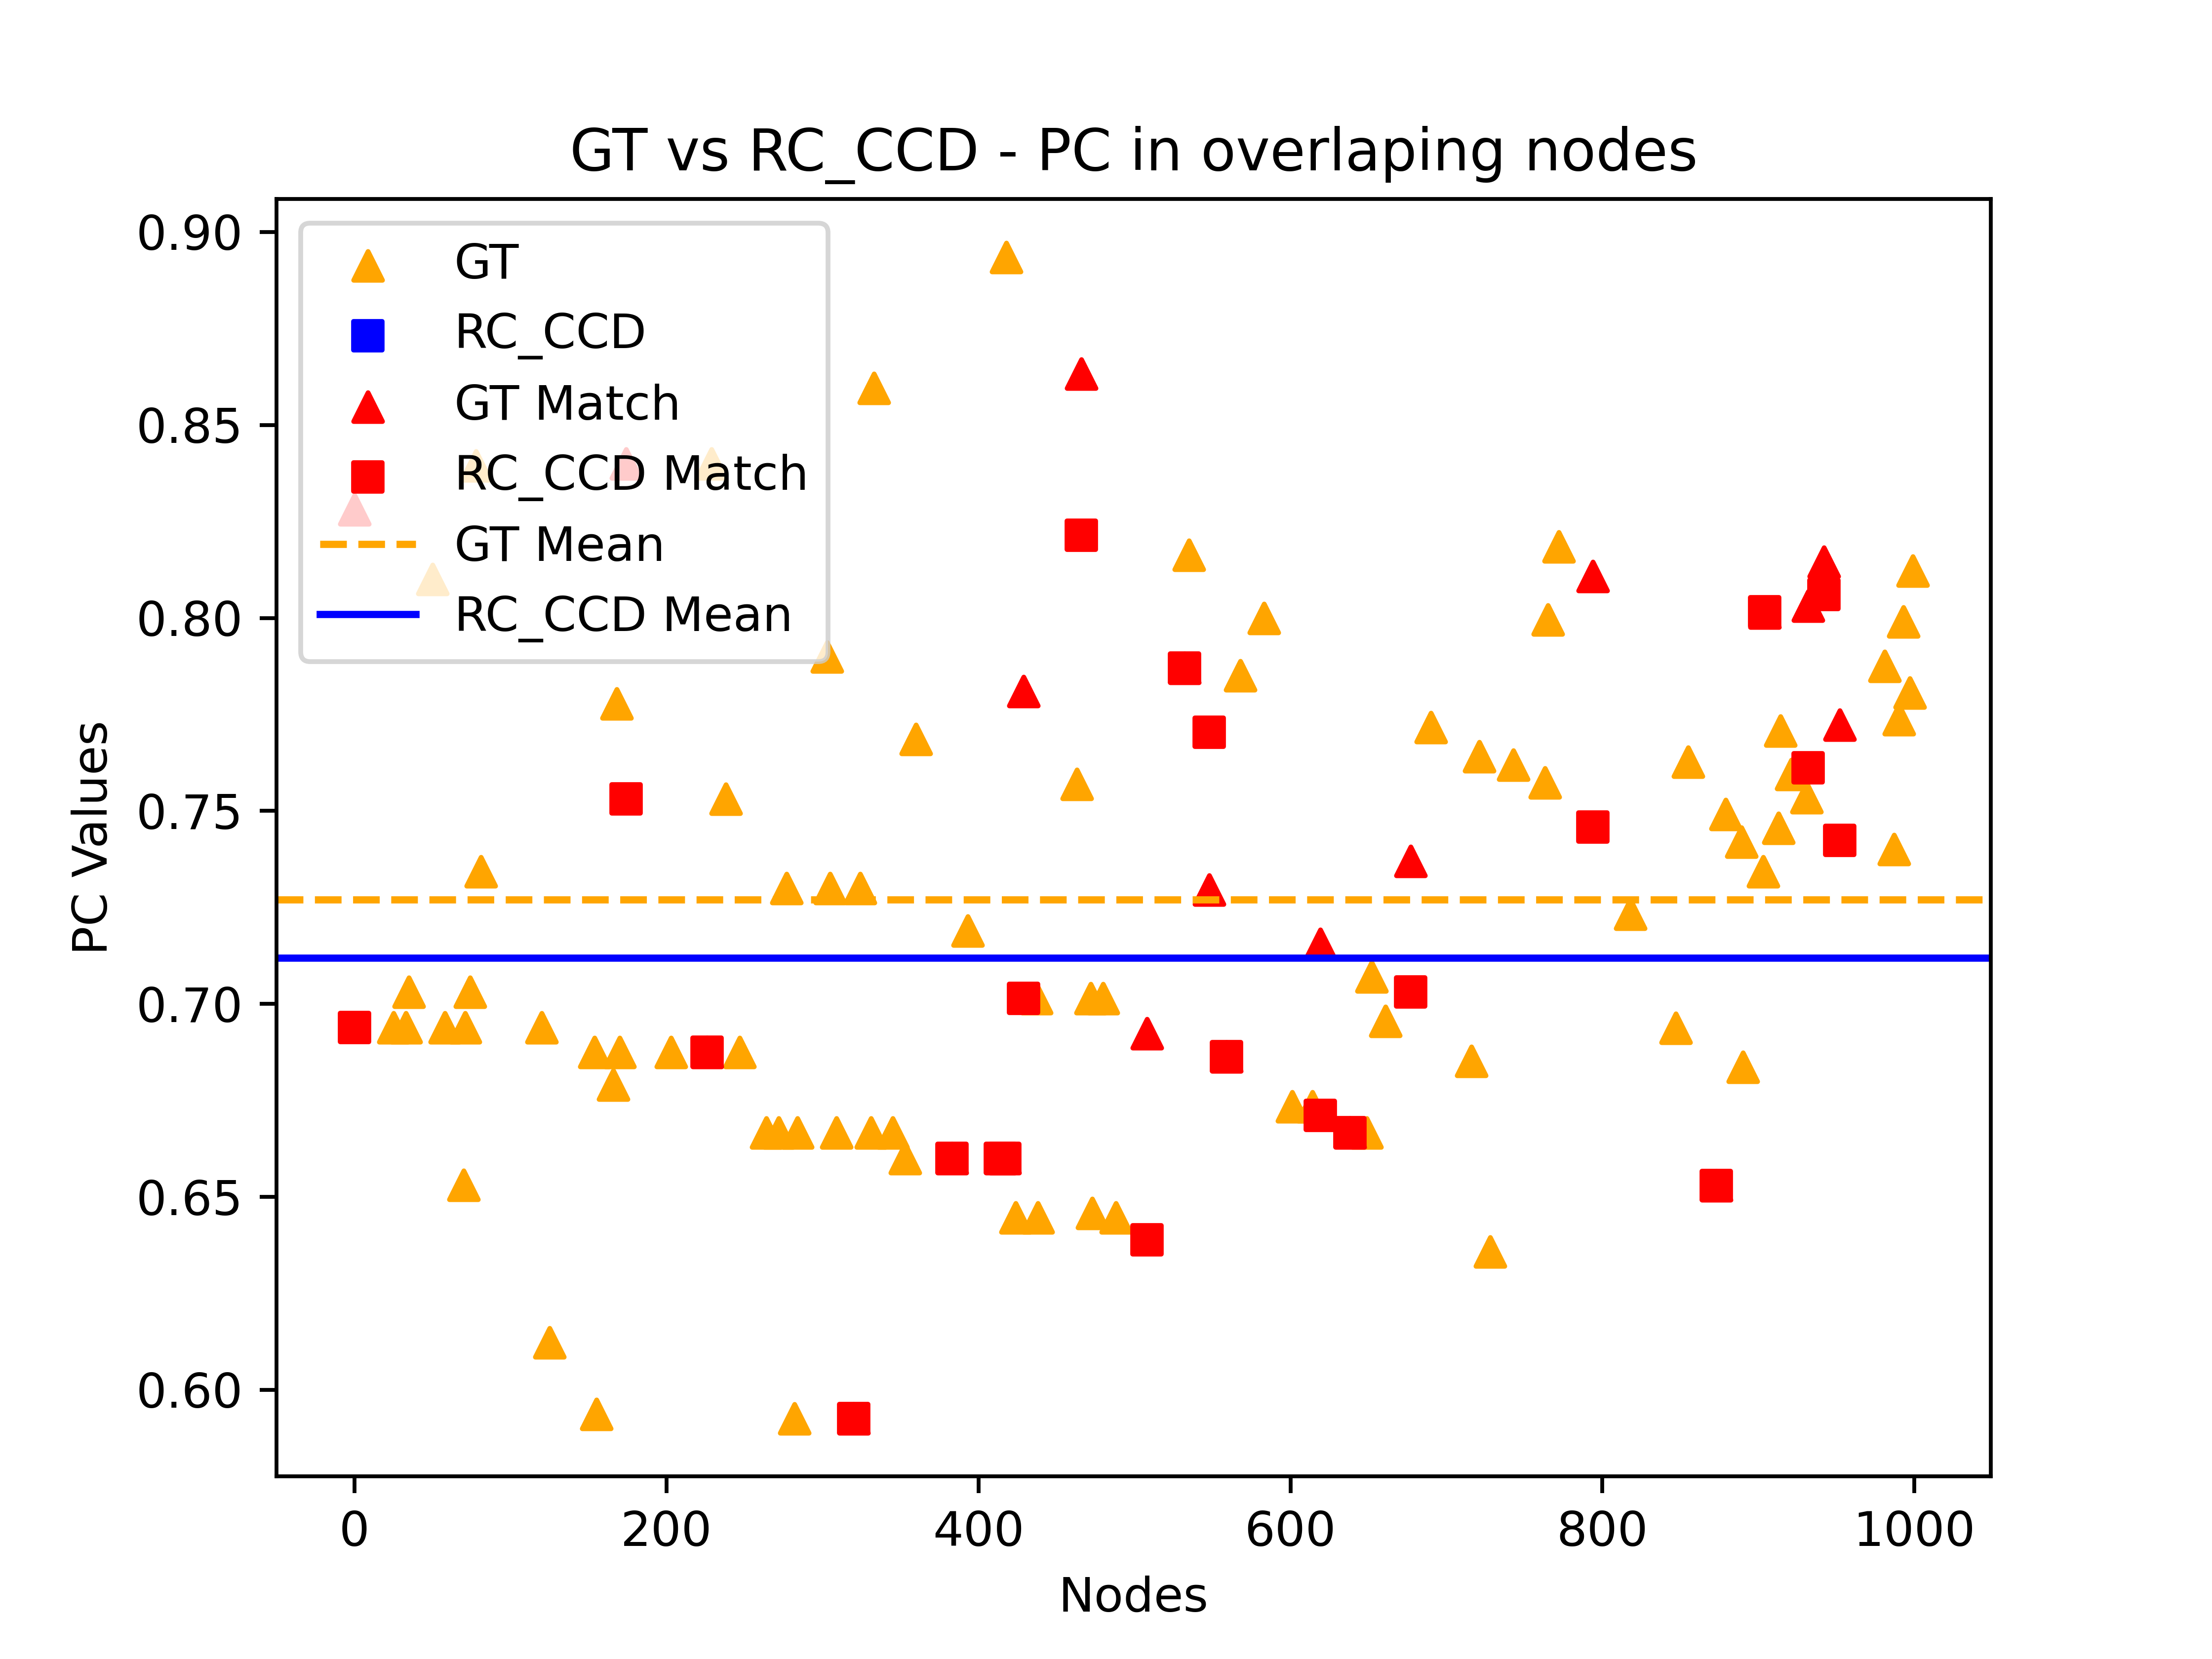 GT vs RC_CCD - PC in overlaping nodes
GT
RC_CCD
GT Match
RC_CCD Match
GT Mean
RC_CCD Mean
PC Values
0.90
0.85
0.80
0.75
0.70
0.65
0.60
0 200 400 600 800 1000
Nodes